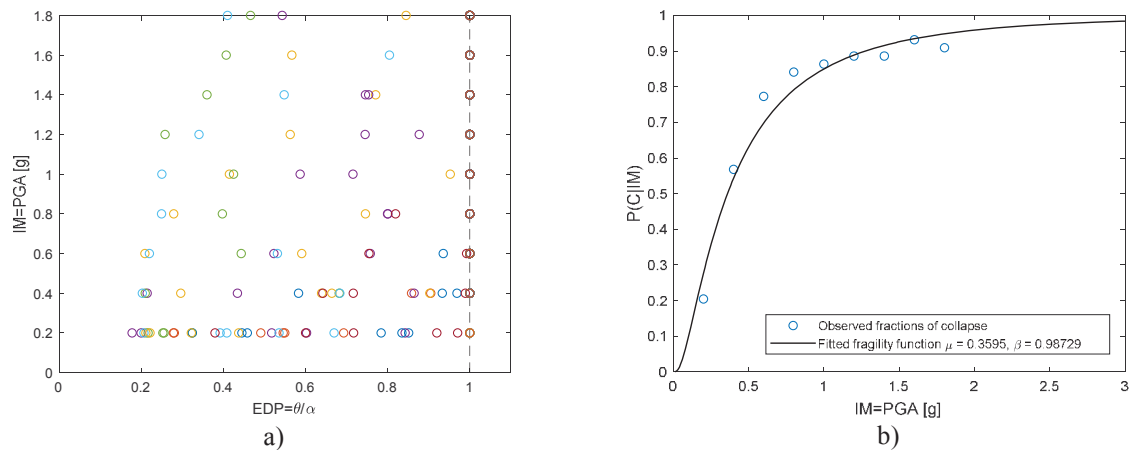 1.8
1.6
1.4
1.2
1
0.8
0.6
0.4
0.2
0
IM=PGA [g]
0 0.2 0.4 0.6 0.8 1
EDP=θ/α
a)
1
0.9
0.8
0.7
0.6
0.5
0.4
0.3
0.2
0.1
0
P(C|IM)
Observed fractions of collapse
Fitted fragility function μ = 0.3595, β = 0.98729
0 0.5 1 1.5 2 2.5 3
IM=PGA [g]
b)